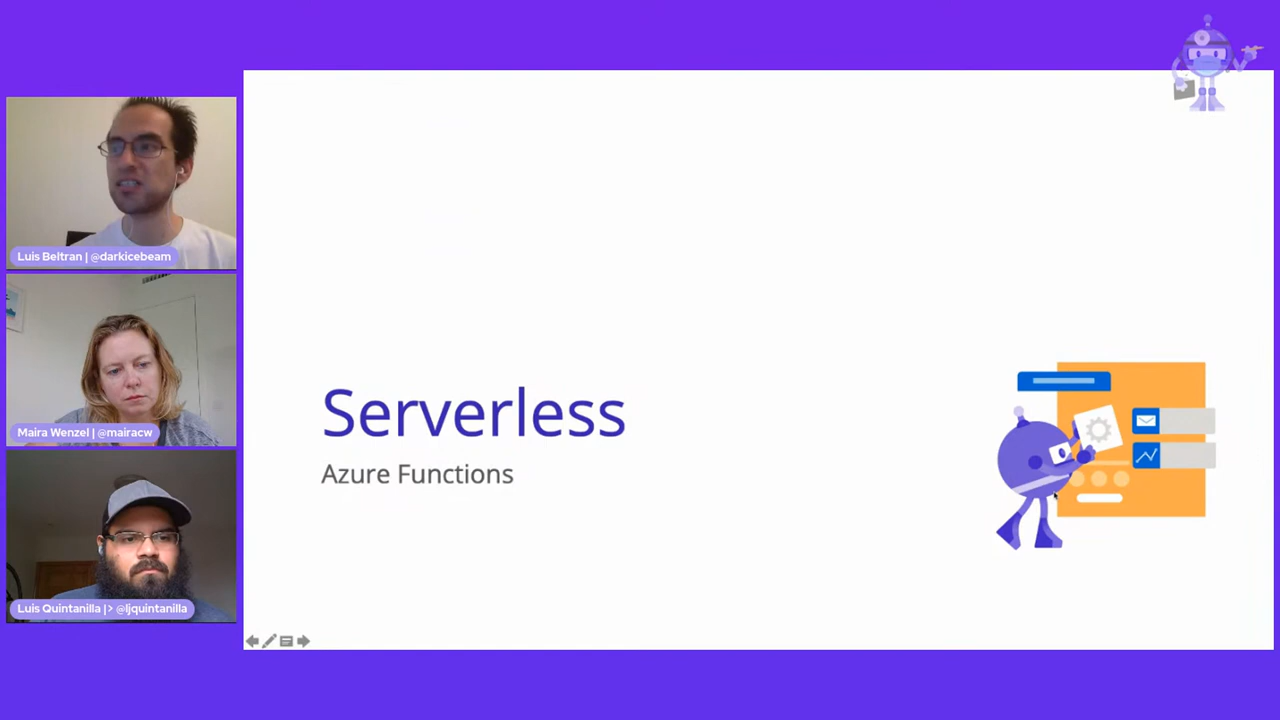 Luis Beltran | @darkicebeam
Maira Wenzel | @mairacw
Luis Quintanilla |> @ljquintanilla
Serverless
Azure Functions